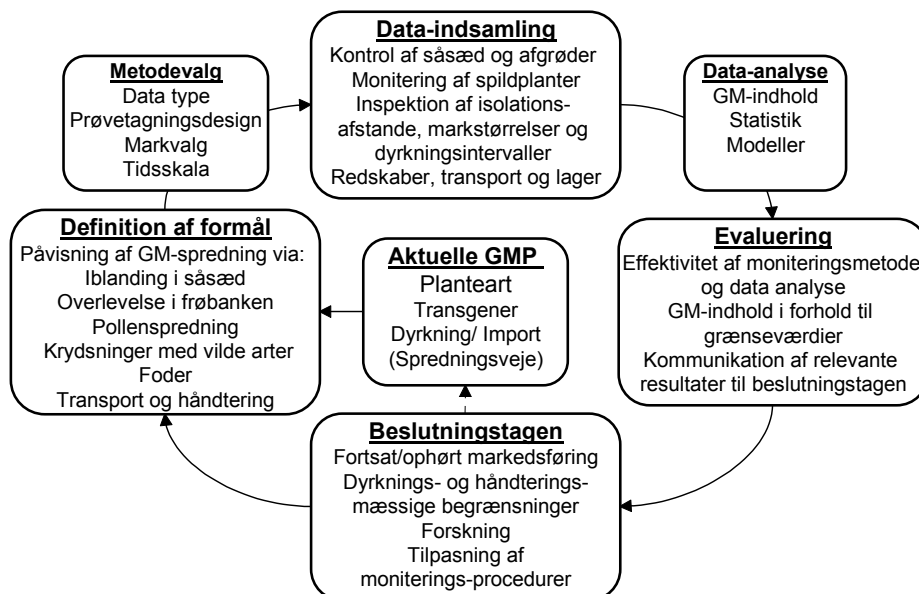 Data-indsamling
Kontrol af såsæd og afgrøder
Monitering af spildplanter
Inspektion af isolations-
afstande, markstørrelser og
dyrkningsintervaller
Redskaber, transport og lager
Metodevalg
Data type
Prøvetagningsdesign
Markvalg
Tidsskala
Data-analyse
GM-indhold
Statistik
Modeller
Definition af formål
Påvisning af GM-spredning via:
Iblanding i såsæd
Overlevelse i frøbanken
Pollenspredning
Krydsninger med vilde arter
Foder
Transport og håndtering
Aktuelle GMP
Planteart
Transgener
Dyrkning/ Import
(Spredningsveje)
Evaluering
Effektivitet af moniteringsmetode
og data analyse
GM-indhold i forhold til
grænseværdier
Kommunikation af relevante
resultater til beslutningstagen
Beslutningstagen
Fortsat/ophørt markedsføring
Dyrknings- og håndterings-
mæssige begrænsninger
Forskning
Tilpasning af
moniterings-procedurer